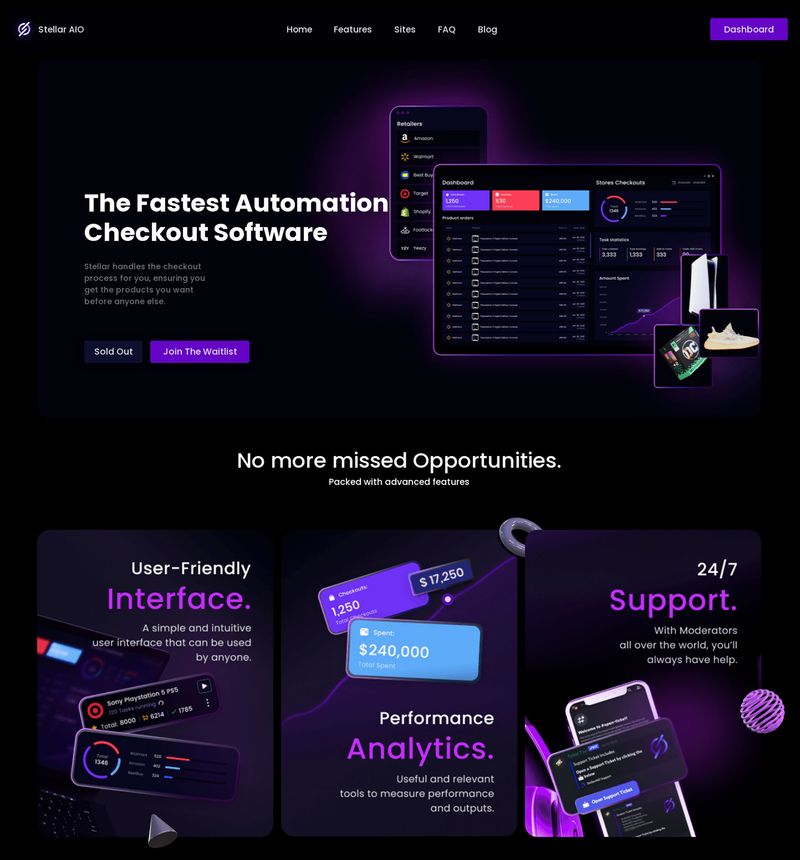 Stellar AIO
Home Features Sites FAQ Blog
Dashboard
Retailers
Amazon
Walmart
Best Buy
Target
Shopify
YZY Yeezy
Dashboard
1,250
530
$240,000
Product orders
Stores Checkouts
Total
1346
Task statistics
3,333
1,333
333
Amount Spent
The Fastest Automation
Checkout Software
Stellar handles the checkout
process for you, ensuring you
get the products you want
before anyone else.
Sold Out
Join The Waitlist
No more missed Opportunities.
Packed with advanced features
User-Friendly
Interface.
A simple and intuitive
user interface that can be used
by anyone.
Sony Playstation 5 PS5
120 Tasks running
Total: 8000 6214 1785
Total
1346
Walmart 520
Amazon 402
BestBuy 324
Checkouts:
1,250
Total Checkouts
$ 17,250
Spent:
$240,000
Total Spent
Performance
Analytics.
Useful and relevant
tools to measure performance
and outputs.
24/7
Support.
With Moderators
all over the world, you'll
always have help.
Welcome to #open-ticket!
Support Ticket Includes
Open a Support Ticket by clicking the
below
Open Support Ticket